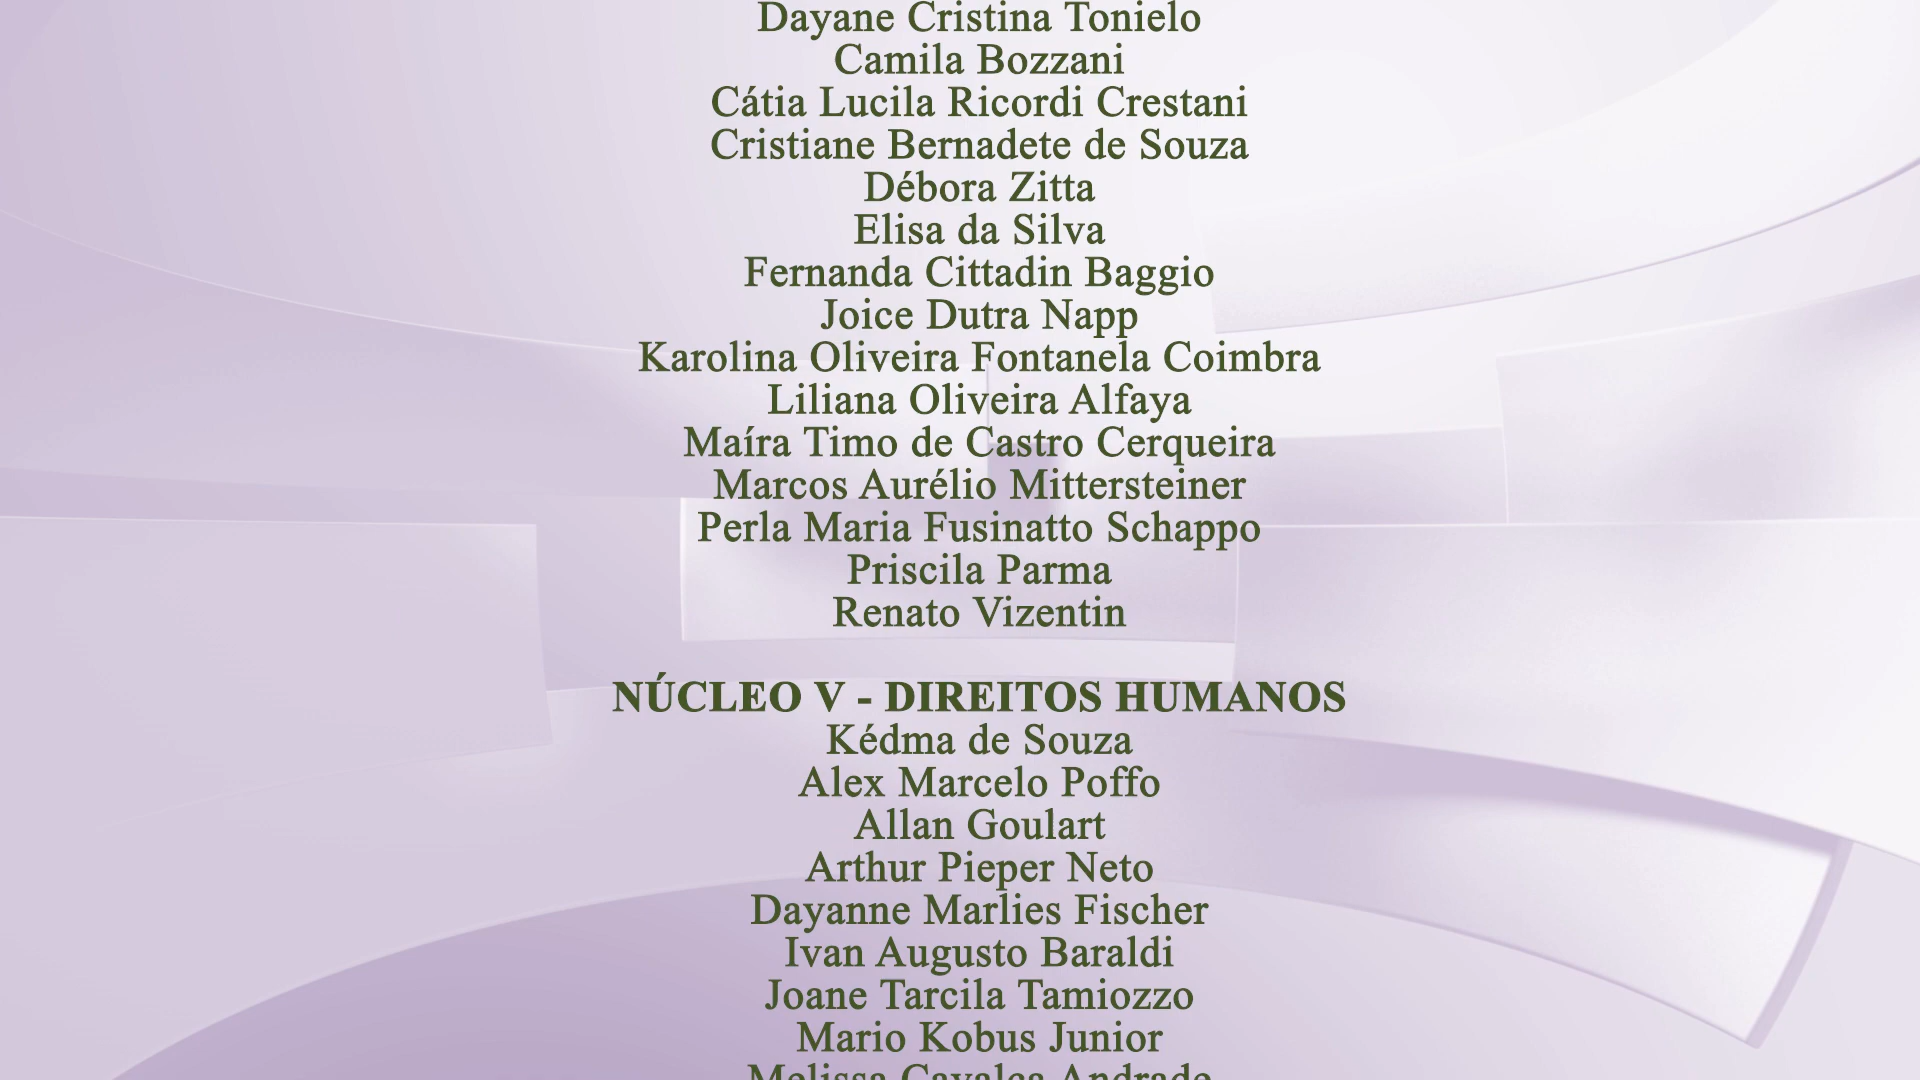 Dayane Cristina Tonielo
Camila Bozzani
Cátia Lucila Ricordi Crestani
Cristiane Bernadete de Souza
Débora Zitta
Elisa da Silva
Fernanda Cittadin Baggio
Joice Dutra Napp
Karolina Oliveira Fontanela Coimbra
Liliana Oliveira Alfaya
Maíra Timo de Castro Cerqueira
Marcos Aurélio Mittersteiner
Perla Maria Fusinatto Schappo
Priscila Parma
Renato Vizentin
NÚCLEO V - DIREITOS HUMANOS
Kédma de Souza
Alex Marcelo Poffo
Allan Goulart
Arthur Pieper Neto
Dayanne Marlies Fischer
Ivan Augusto Baraldi
Joane Tarcila Tamiozzo
Mario Kobus Junior
Melissa Cavalca Andrade